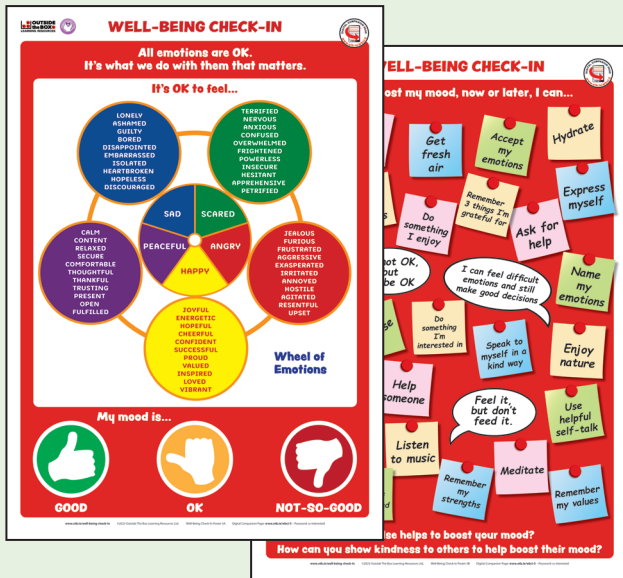 OUTSIDE
the BOX
LEARNING RESOURCES
WELL-BEING CHECK-IN
All emotions are OK.
It's what we do with them that matters.
It's OK to feel...
LONELY
ASHAMED
GUILTY
BORED
DISAPPOINTED
EMBARRASSED
ISOLATED
HEARTBROKEN
HOPELESS
DISCOURAGED
TERRIFIED
NERVOUS
ANXIOUS
CONFUSED
OVERWHELMED
FRIGHTENED
POWERLESS
INSECURE
HESITANT
APPREHENSIVE
PETRIFIED
SAD
SCARED
PEACEFUL
ANGRY
HAPPY
CALM
CONTENT
RELAXED
SECURE
COMFORTABLE
THOUGHTFUL
THANKFUL
TRUSTING
PRESENT
OPEN
FULFILLED
JEALOUS
FURIOUS
FRUSTRATED
AGGRESSIVE
EXASPERATED
IRRITATED
ANNOYED
HOSTILE
AGITATED
RESENTFUL
UPSET
JOYFUL
ENERGETIC
HOPEFUL
CHEERFUL
CONFIDENT
SUCCESSFUL
PROUD
VALUED
INSPIRED
LOVED
VIBRANT
Wheel of
Emotions
My mood is...
GOOD
OK
NOT-SO-GOOD
ELL-BEING CHECK-IN
ost my mood, now or later, I can...
Get
fresh
air
Accept
my
emotions
Hydrate
Remember
3 things I'm
grateful for
Express
myself
Do
something
I enjoy
Ask for
help
not OK,
but
be OK
I can feel difficult
emotions and still
make good decisions
Name
my
emotions
Do
something
I'm
interested in
Speak to
myself in a
kind way
Enjoy
nature
Help
someone
Feel it,
but don't
feed it.
Use
helpful
self-talk
Listen
to music
Meditate
Remember
my
strengths
Remember
my values
se helps to boost your mood?
How can you show kindness to others to help boost their mood?